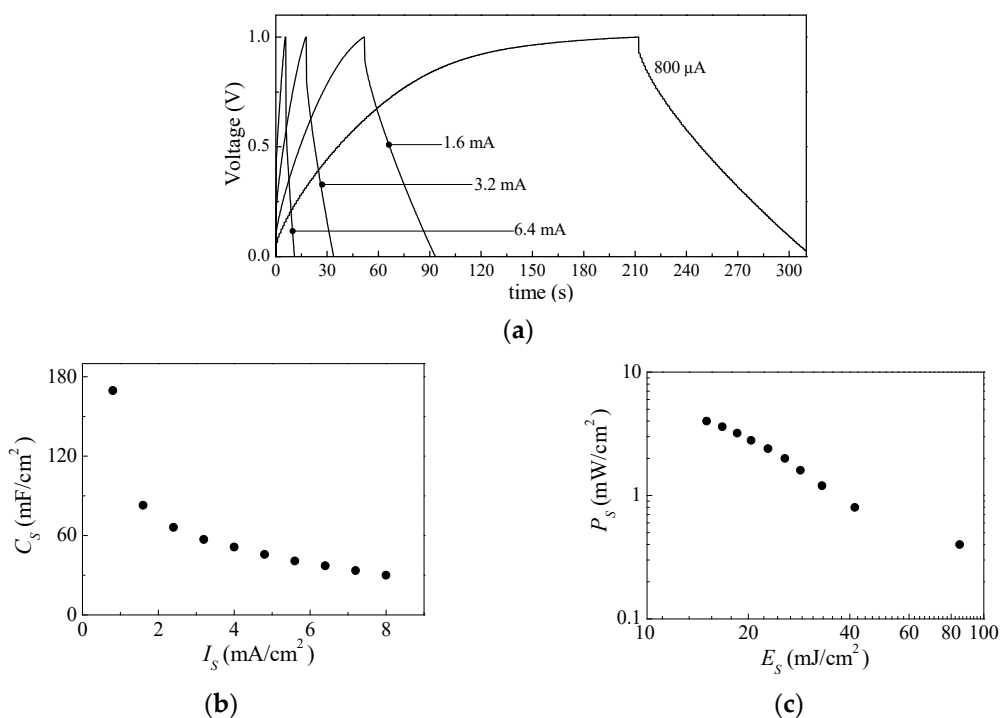 1.0
0.5
0.0
Voltage (V)
800 μA
1.6 mA
3.2 mA
6.4 mA
0 30 60 90 120 150 180 210 240 270 300
time (s)
(a)
180
120
60
0
C_S (mF/cm²)
0 2 4 6 8
I_S (mA/cm²)
(b)
10
1
0.1
P_S (mW/cm²)
10 20 40 60 80 100
E_S (mJ/cm²)
(c)